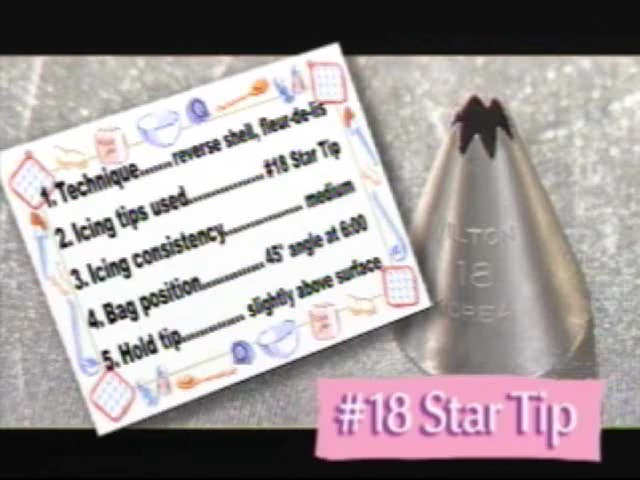 1. Technique........ reverse shell, fleur-de-lis
2. Icing tips used.................. #18 Star Tip
3. Icing consistency.................. medium
4. Bag position.............. 45° angle at 6:00
5. Hold tip.............. slightly above surface
WILTON
18
KOREA
#18 Star Tip